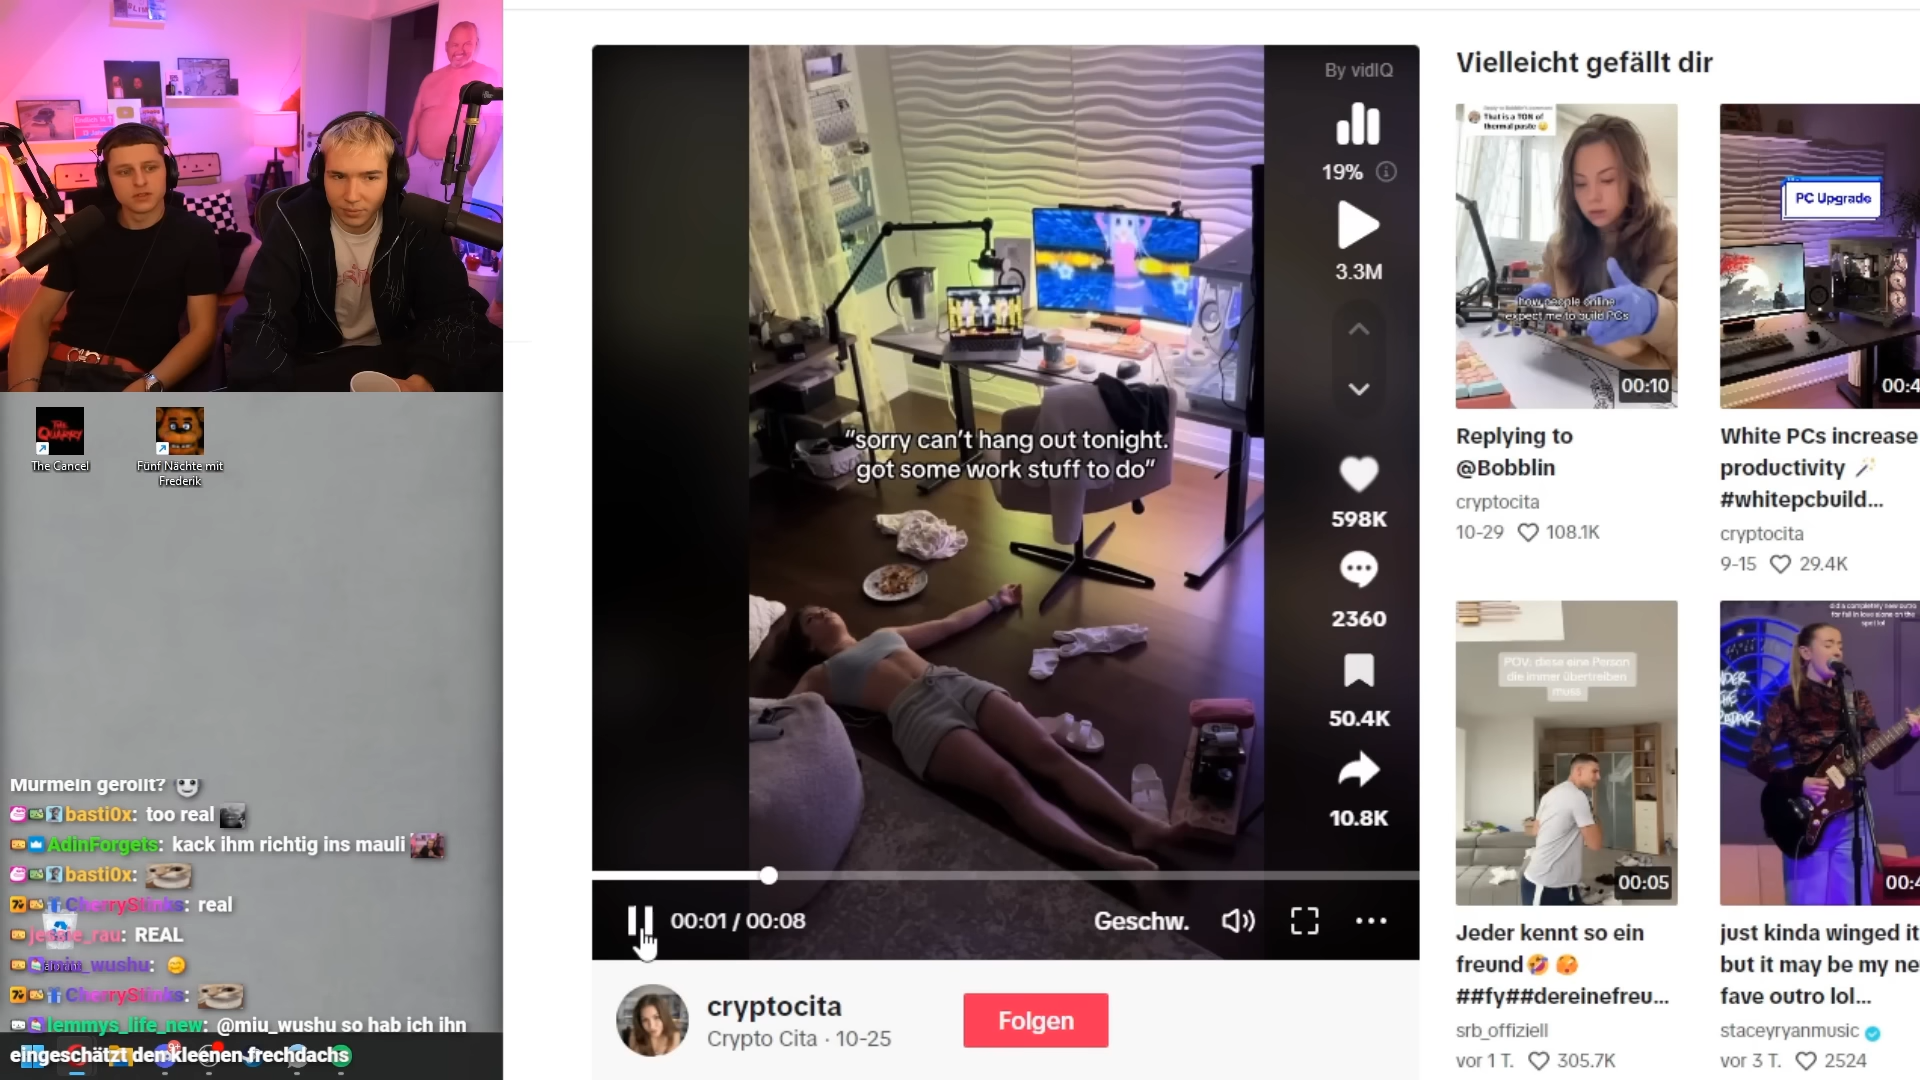 The Cancel
Fünf Nächte mit
Frederik
Murmeln gerollt?
basti0x: too real
AdinForgets: kack ihm richtig ins mauli
basti0x:
CherryStinks: real
jessie_rau: REAL
miu_wushu:
CherryStinks:
lemmys_life_new: @miu_wushu so hab ich ihn
eingeschätzt den kleenen frechdachs
By vidIQ
19%
3.3M
"sorry can't hang out tonight.
got some work stuff to do"
598K
2360
50.4K
10.8K
00:01 / 00:08
Geschw.
cryptocita
Crypto Cita · 10-25
Folgen
Vielleicht gefällt dir
That is a TON of
thermal paste
how people online
expect me to build PCs
00:10
Replying to
@Bobblin
cryptocita
10-29 108.1K
PC Upgrade
00:4
White PCs increase
productivity
#whitepcbuild...
cryptocita
9-15 29.4K
POV: diese eine Person
die immer übertreiben
muss
00:05
Jeder kennt so ein
freund
##fy##dereinefreu...
srb_offiziell
vor 1 T. 305.7K
00:4
just kinda winged it
but it may be my ne
fave outro lol...
staceyryanmusic
vor 3 T. 2524